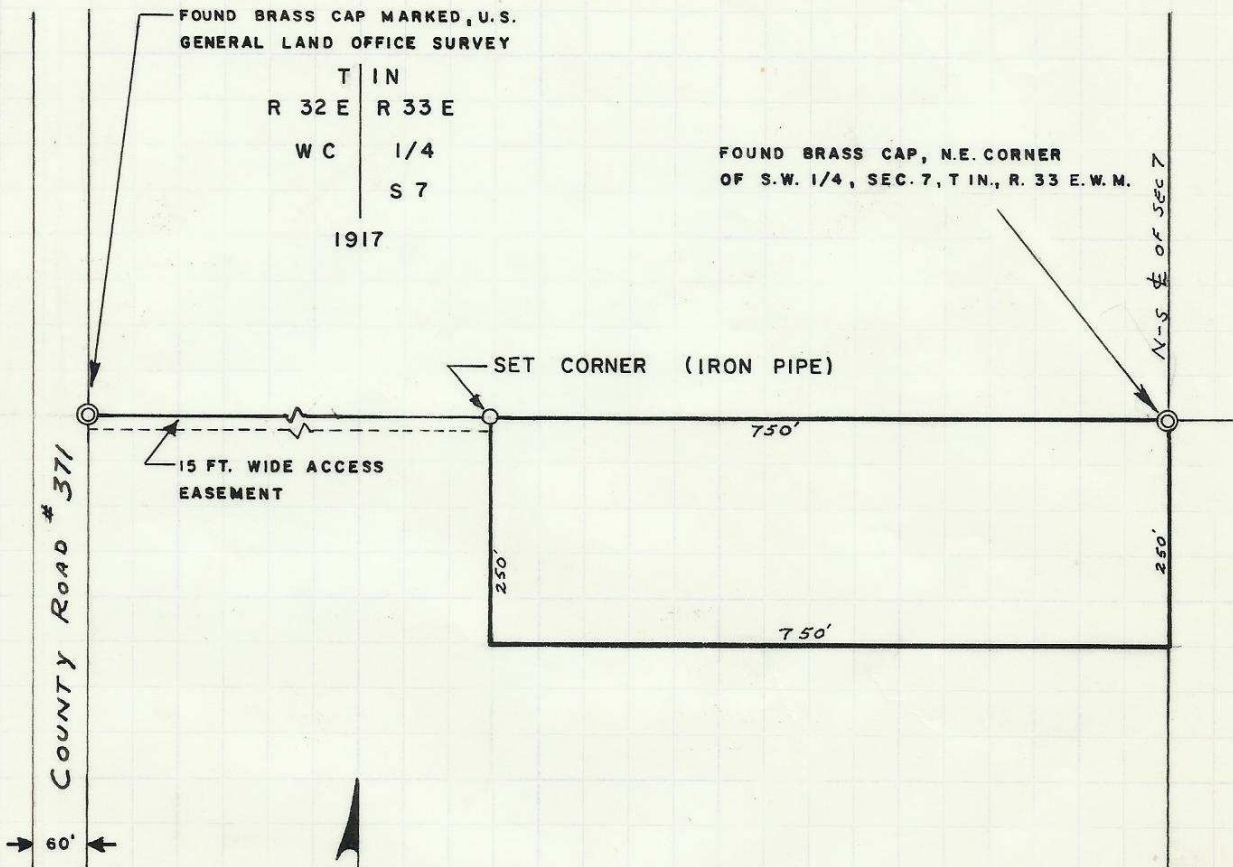 FOUND BRASS CAP MARKED, U.S.
GENERAL LAND OFFICE SURVEY
T IN
R 32 E R 33 E
W C 1/4
S 7
1917
FOUND BRASS CAP, N.E. CORNER
OF S.W. 1/4, SEC. 7, T IN., R. 33 E.W.M.
N-S ℄ OF SEC 7
SET CORNER (IRON PIPE)
750'
15 FT. WIDE ACCESS
EASEMENT
250'
250'
750'
COUNTY ROAD # 371
60'